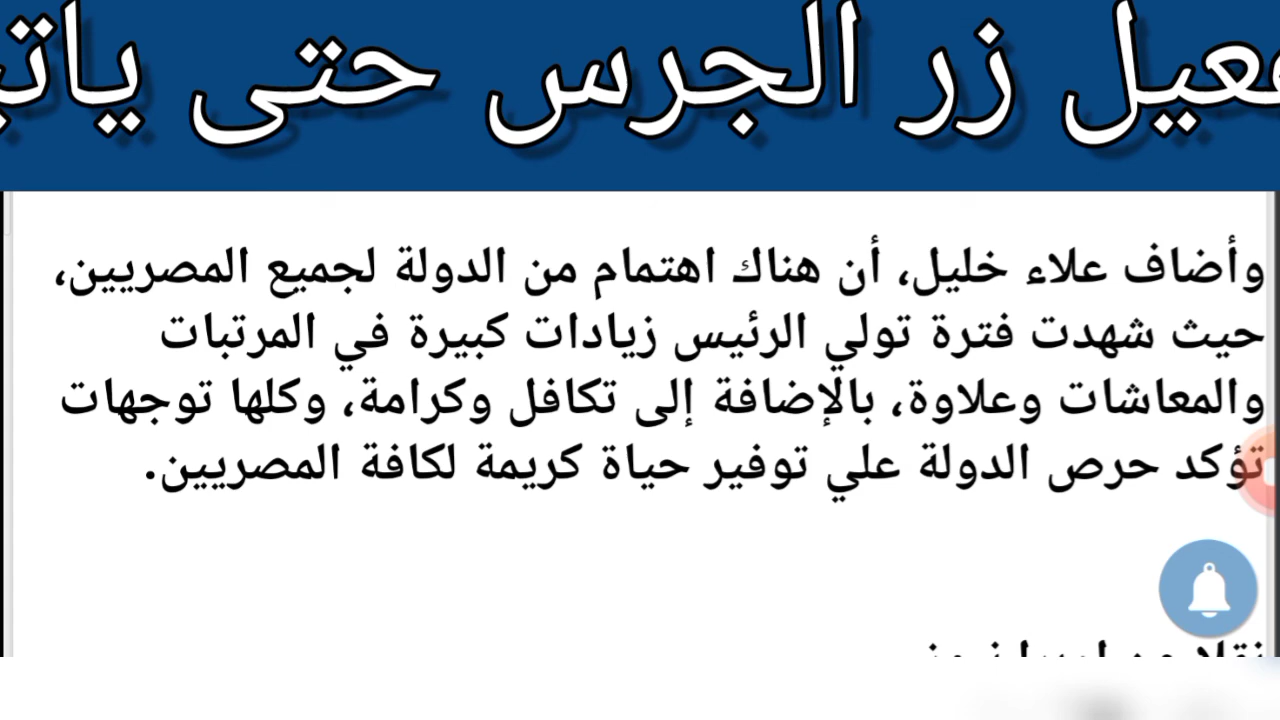 زر الجرس حتى
وأضاف علاء خليل، أن هناك اهتمام من الدولة لجميع المصريين،
حيث شهدت فترة تولي الرئيس زيادات كبيرة في المرتبات
والمعاشات وعلاوة، بالإضافة إلى تكافل وكرامة، وكلها توجهات
تؤكد حرص الدولة علي توفير حياة كريمة لكافة المصريين.